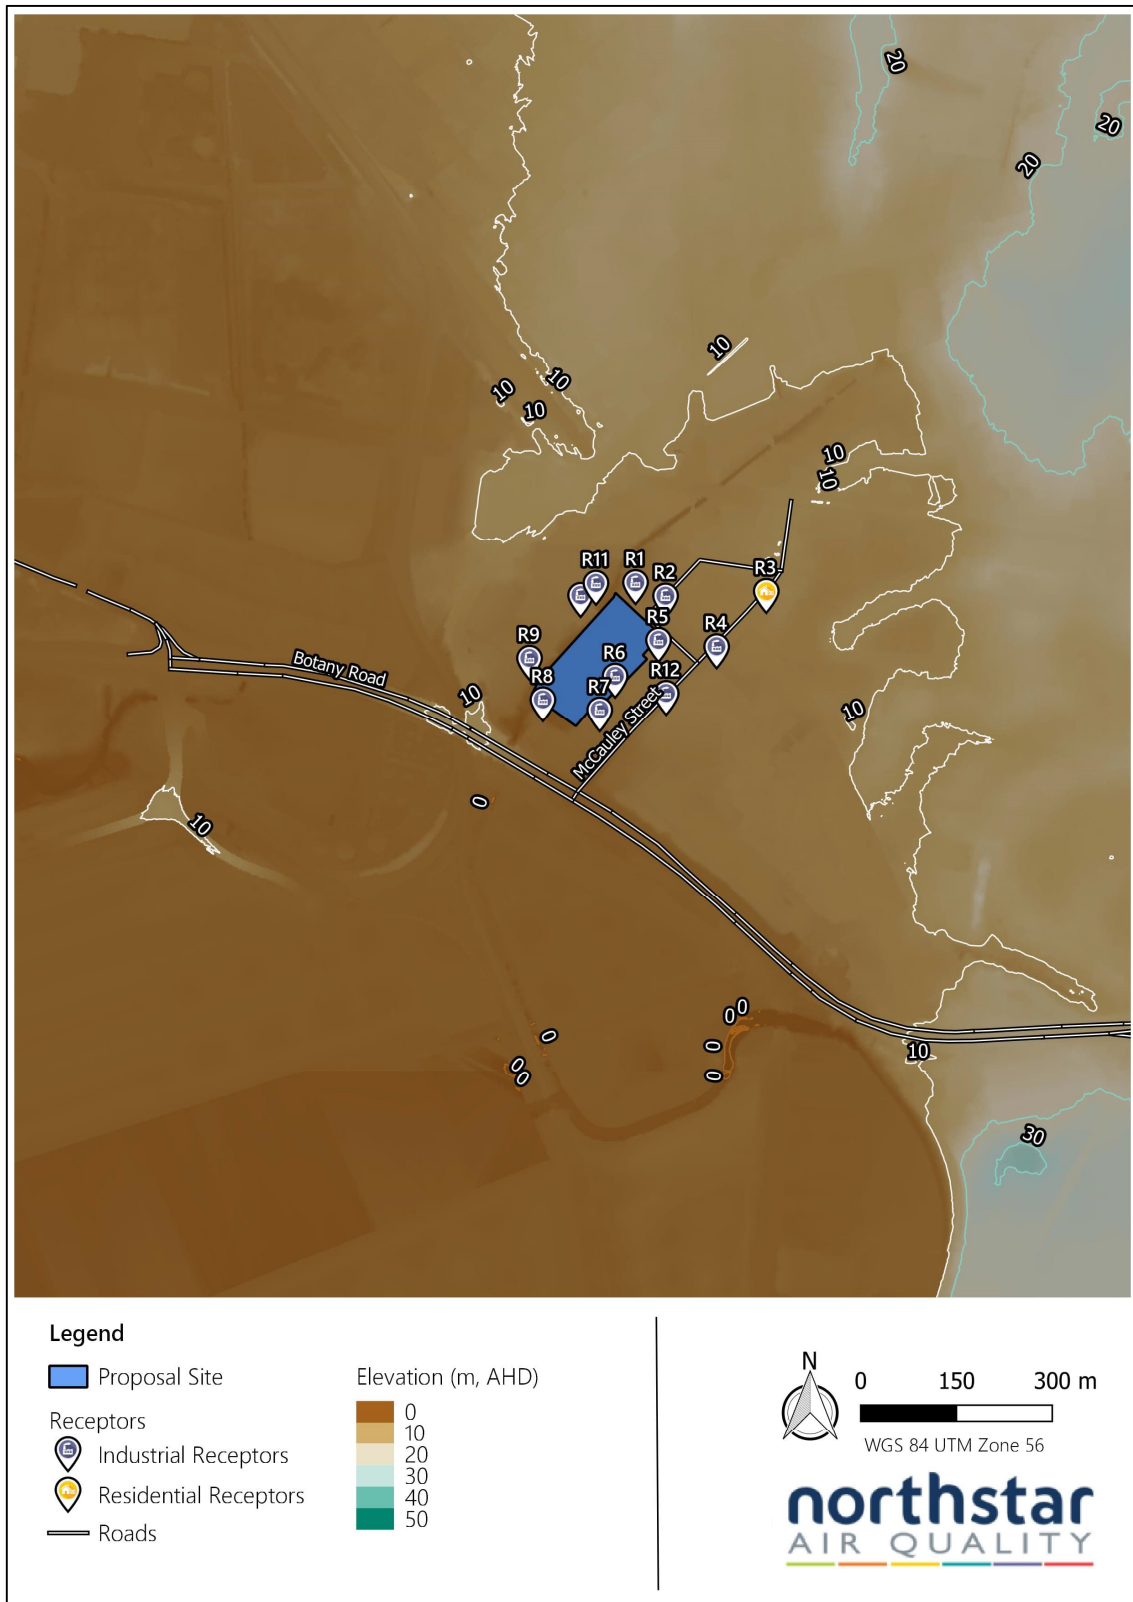 20
20
20
10
10
10
10
10
10
R11
R1
R2
R3
R5
R4
R9
R6
R12
R8
R7
Botany Road
McCauley Street
10
10
0
10
0
0
0
0
0
0
0
10
30
Legend
Proposal Site
Receptors
Industrial Receptors
Residential Receptors
Roads
Elevation (m, AHD)
0
10
20
30
40
50
N
0 150 300 m
WGS 84 UTM Zone 56
northstar
AIR QUALITY